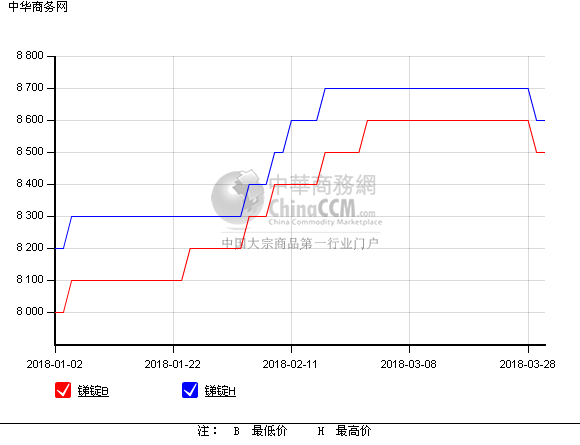 中华商务网
8 800
8 700
8 600
8 500
8 400
8 300
8 200
8 100
8 000
中華商務網
ChinaCCM.com
China Commodity Marketplace
中国大宗商品第一行业门户
2018-01-02 2018-01-22 2018-02-11 2018-03-08 2018-03-28
锑锭B 锑锭H
注： B 最低价 H 最高价